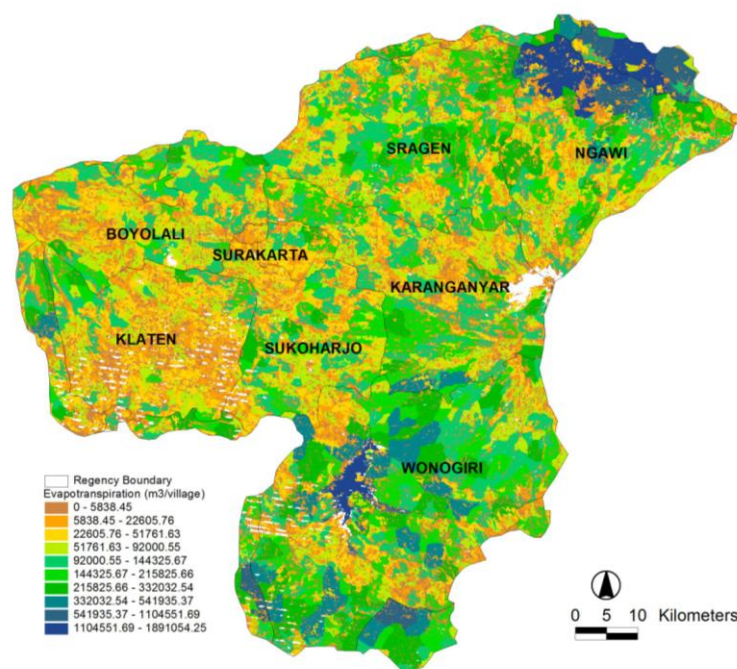 SRAGEN
NGAWI
BOYOLALI
SURAKARTA
KARANGANYAR
KLATEN
SUKOHARJO
WONOGIRI
Regency Boundary
Evapotranspiration (m3/village)
0 - 5838.45
5838.45 - 22605.76
22605.76 - 51761.63
51761.63 - 92000.55
92000.55 - 144325.67
144325.67 - 215825.66
215825.66 - 332032.54
332032.54 - 541935.37
541935.37 - 1104551.69
1104551.69 - 1891054.25
0 5 10 Kilometers